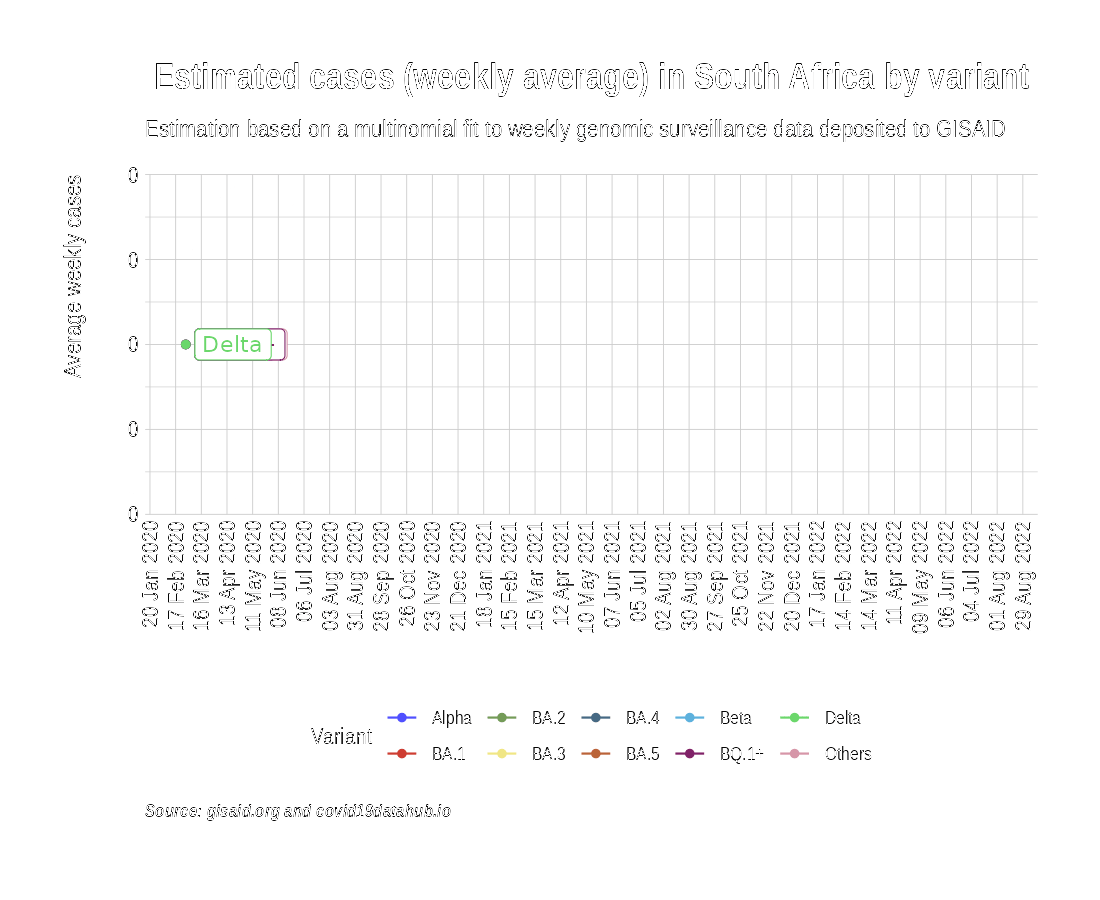 Estimated cases (weekly average) in South Africa by variant
Estimation based on a multinomial fit to weekly genomic surveillance data deposited to GISAID
Average weekly cases
0
0
0
0
0
Delta
20 Jan 2020
17 Feb 2020
16 Mar 2020
13 Apr 2020
11 May 2020
08 Jun 2020
06 Jul 2020
03 Aug 2020
31 Aug 2020
28 Sep 2020
26 Oct 2020
23 Nov 2020
21 Dec 2020
18 Jan 2021
15 Feb 2021
15 Mar 2021
12 Apr 2021
10 May 2021
07 Jun 2021
05 Jul 2021
02 Aug 2021
30 Aug 2021
27 Sep 2021
25 Oct 2021
22 Nov 2021
20 Dec 2021
17 Jan 2022
14 Feb 2022
14 Mar 2022
11 Apr 2022
09 May 2022
06 Jun 2022
04 Jul 2022
01 Aug 2022
29 Aug 2022
Variant
Alpha BA.2 BA.4 Beta Delta
BA.1 BA.3 BA.5 BQ.1+ Others
Source: gisaid.org and covid19datahub.io